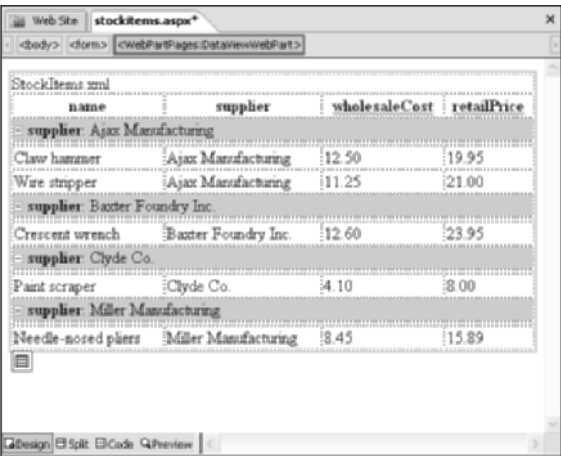 Web Site stockitems.aspx*
<body> <form> <WebPartPages:DataViewWebPart>
StockItems xml
name supplier wholesaleCost retailPrice
supplier: Ajax Manufacturing
Claw hammer Ajax Manufacturing 12.50 19.95
Wire stripper Ajax Manufacturing 11.25 21.00
supplier: Baxter Foundry Inc.
Crescent wrench Baxter Foundry Inc. 12.60 23.95
supplier: Clyde Co.
Paint scraper Clyde Co. 4.10 8.00
supplier: Miller Manufacturing
Needle-nosed pliers Miller Manufacturing 8.45 15.89
Design Split Code Preview